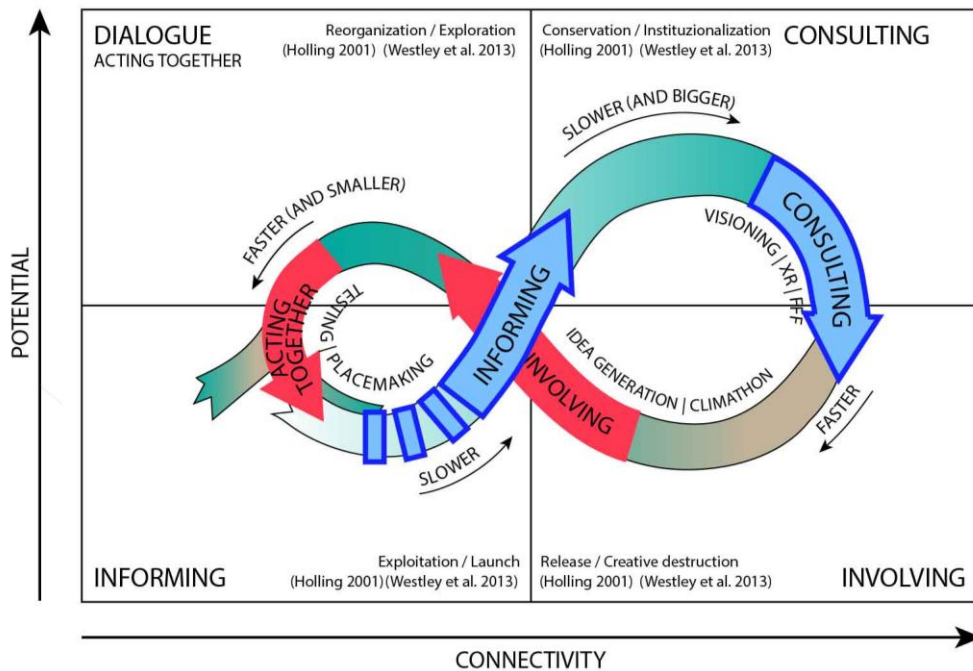 DIALOGUE
ACTING TOGETHER
Reorganization / Exploration
(Holling 2001) (Westley et al. 2013)
Conservation / Instituzionalization
(Holling 2001) (Westley et al. 2013)
CONSULTING
SLOWER (AND BIGGER)
FASTER (AND SMALLER)
CONSULTING
VISIONING | XR | FFF
ACTING
TOGETHER
TESTING | PLACEMAKING
INFORMING
INVOLVING
IDEA GENERATION | CLIMATHON
FASTER
SLOWER
POTENTIAL
Exploitation / Launch
(Holling 2001)(Westley et al. 2013)
Release / Creative destruction
(Holling 2001) (Westley et al. 2013)
INFORMING
INVOLVING
CONNECTIVITY